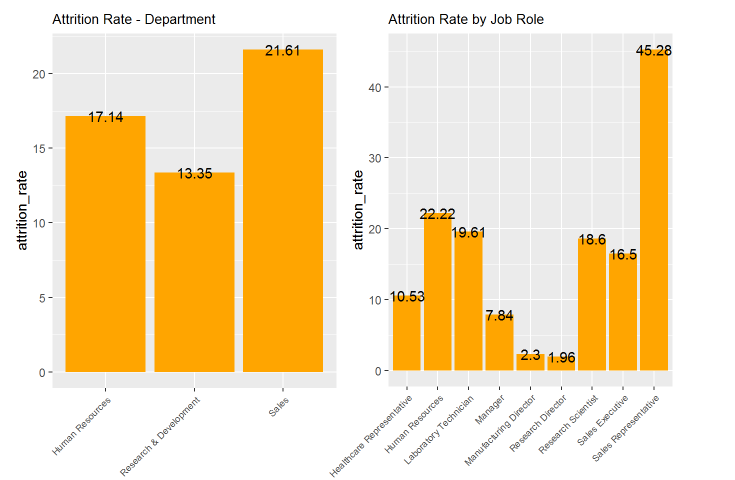 Attrition Rate - Department
attrition_rate
20
15
10
5
0
17.14
13.35
21.61
Human Resources
Research & Development
Sales
Attrition Rate by Job Role
attrition_rate
40
30
20
10
0
10.53
22.22
19.61
7.84
2.3
1.96
18.6
16.5
45.28
Healthcare Representative
Human Resources
Laboratory Technician
Manager
Manufacturing Director
Research Director
Research Scientist
Sales Executive
Sales Representative